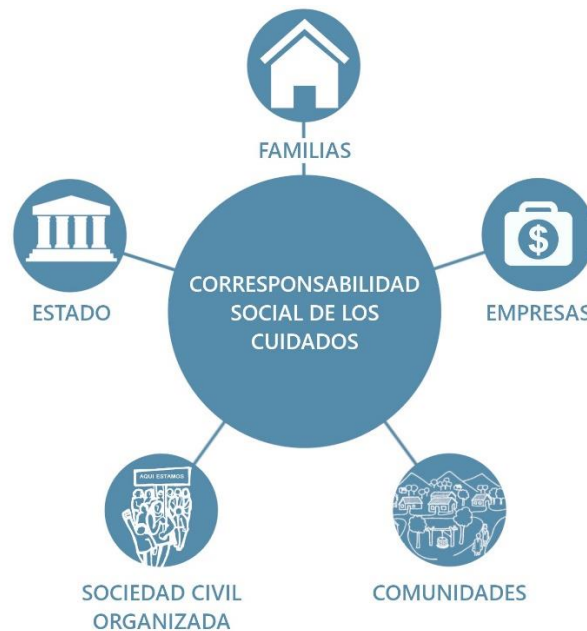 FAMILIAS
ESTADO
CORRESPONSABILIDAD
SOCIAL DE LOS
CUIDADOS
$
EMPRESAS
AQUI ESTAMOS
SOCIEDAD CIVIL
ORGANIZADA
COMUNIDADES